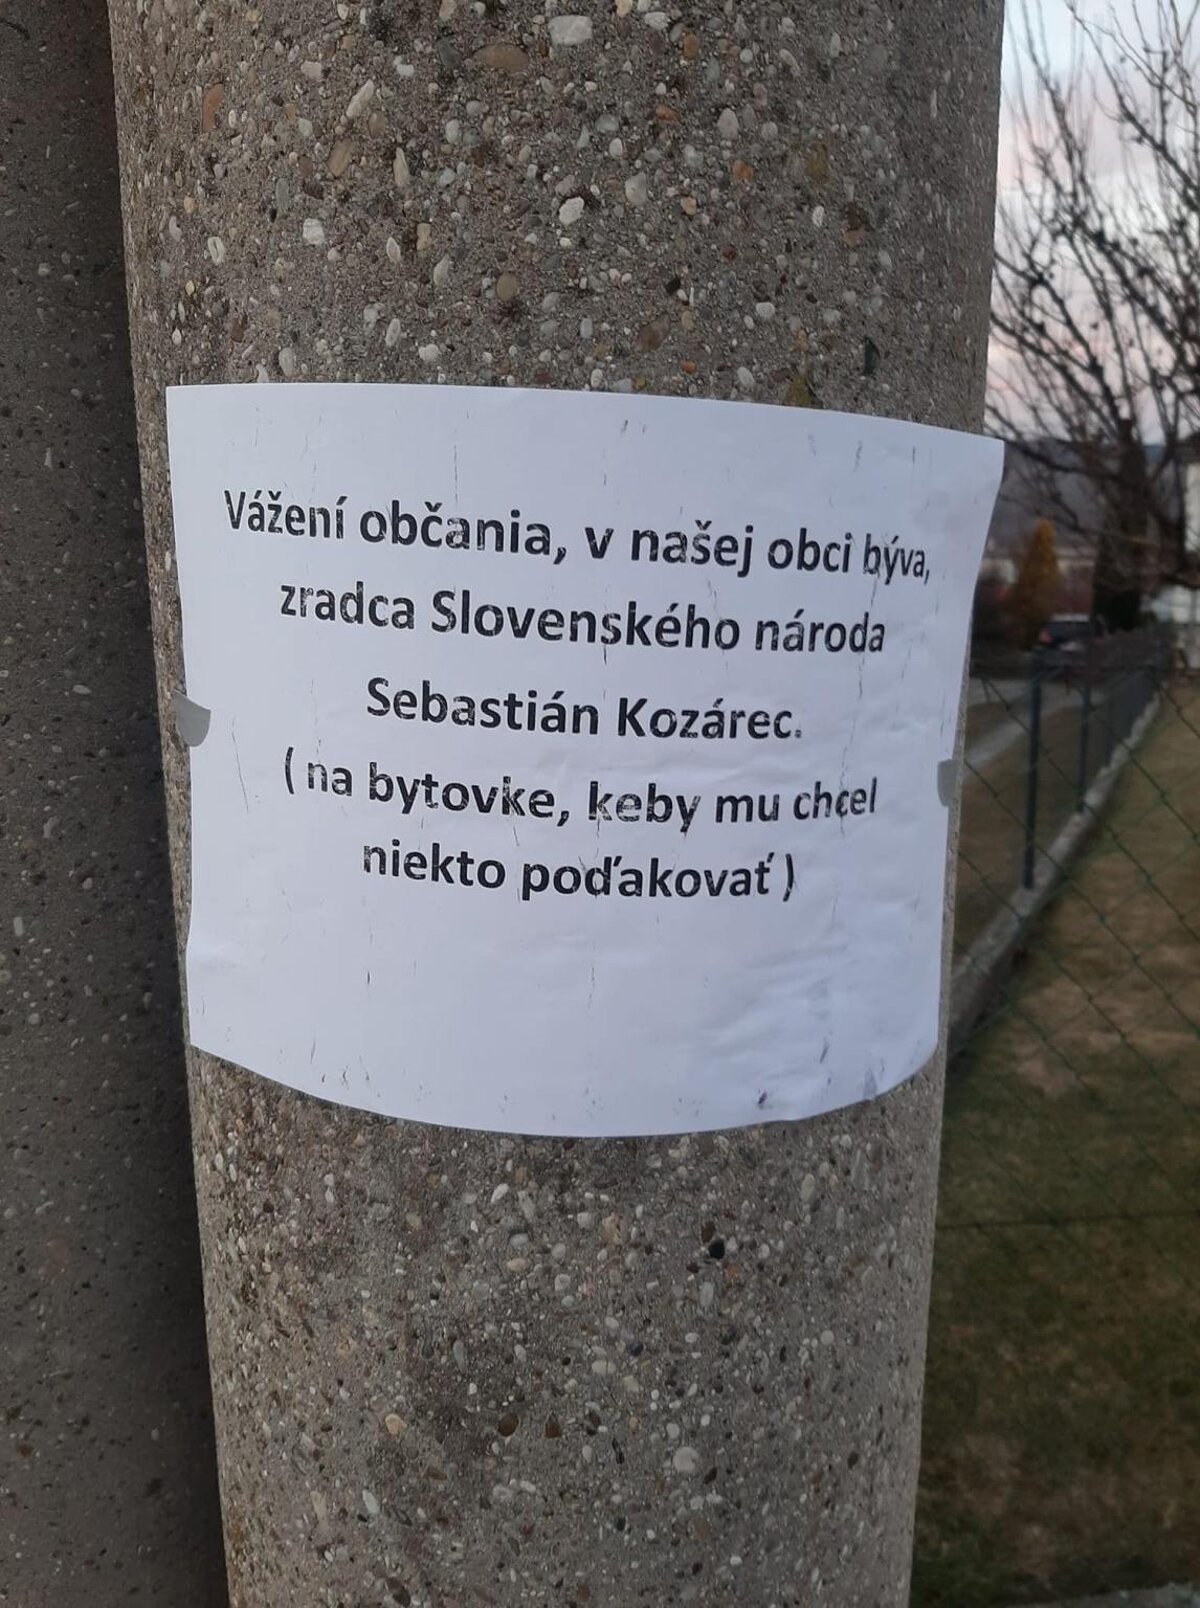 Vážení občania, v našej obci býva,
zradca Slovenského národa
Sebastián Kozárec.
( na bytovke, keby mu chcel
niekto poďakovať )